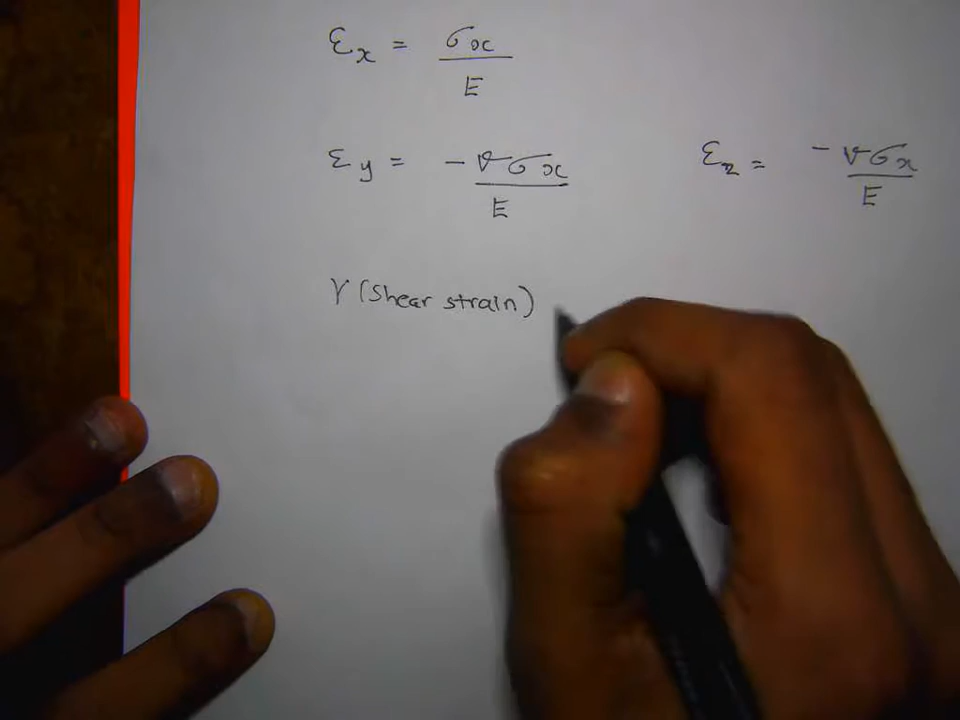 εx = σx / E
εy = -νσx / E εz = -νσx / E
γ (Shear strain)